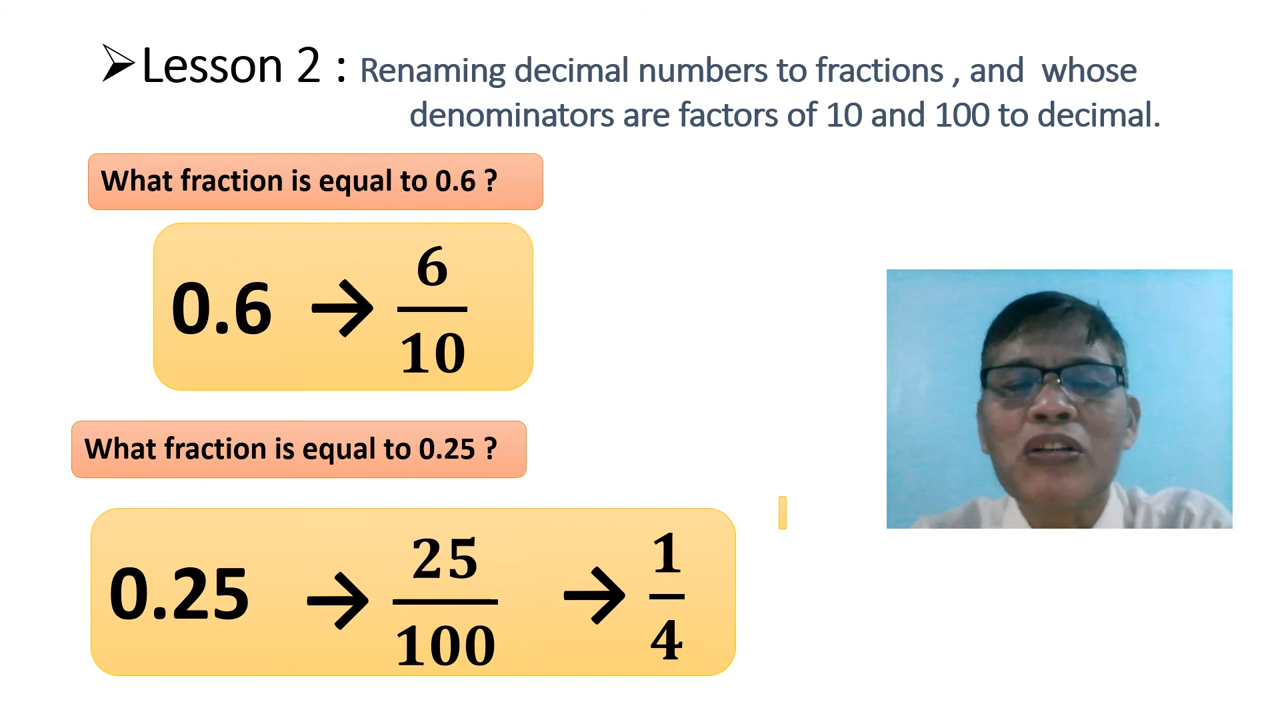 ➢Lesson 2 : Renaming decimal numbers to fractions , and whose
denominators are factors of 10 and 100 to decimal.
What fraction is equal to 0.6 ?
0.6 → 6/10
What fraction is equal to 0.25 ?
0.25 → 25/100 → 1/4